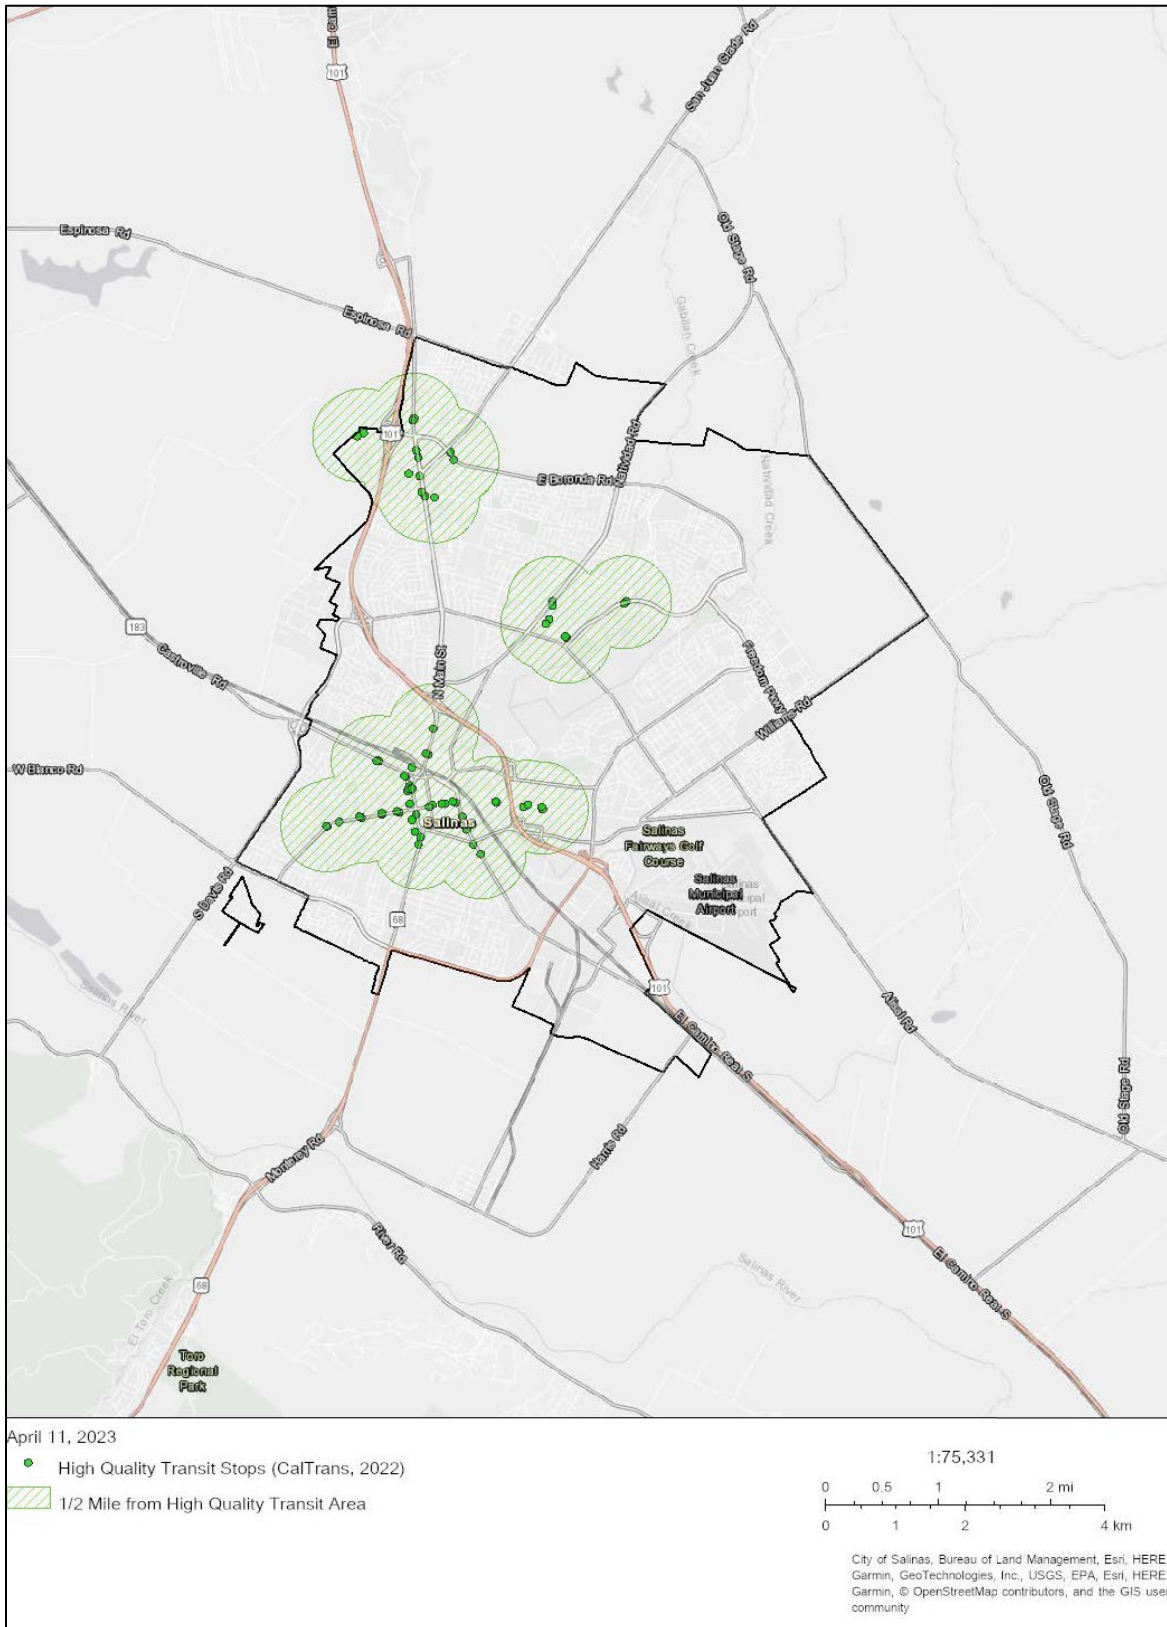 El Cam
101
San Juan Grade Rd
Espinosa Rd
Old Stage Rd
Gabilan Creek
Espinosa Rd
101
Natividad Rd
E Boronda Rd
Natividad Creek
183
Castroville Rd
N Main St
Freedom Pkwy
Williams Rd
W Blanco Rd
Old Stage Rd
Salinas
Salinas
Fairways Golf
Course
Salinas
Municipal
Airport
S Davis Rd
Alisal Creek
68
Salinas River
101
El Camino Real S
Alisal Rd
Old Stage Rd
Harris Rd
Monterey Rd
River Rd
101
El Camino Real S
Salinas River
68
El Toro Creek
Toro
Regional
Park
April 11, 2023
High Quality Transit Stops (CalTrans, 2022)
1/2 Mile from High Quality Transit Area
1:75,331
0 0.5 1 2 mi
0 1 2 4 km
City of Salinas, Bureau of Land Management, Esri, HERE,
Garmin, GeoTechnologies, Inc., USGS, EPA, Esri, HERE,
Garmin, © OpenStreetMap contributors, and the GIS user
community